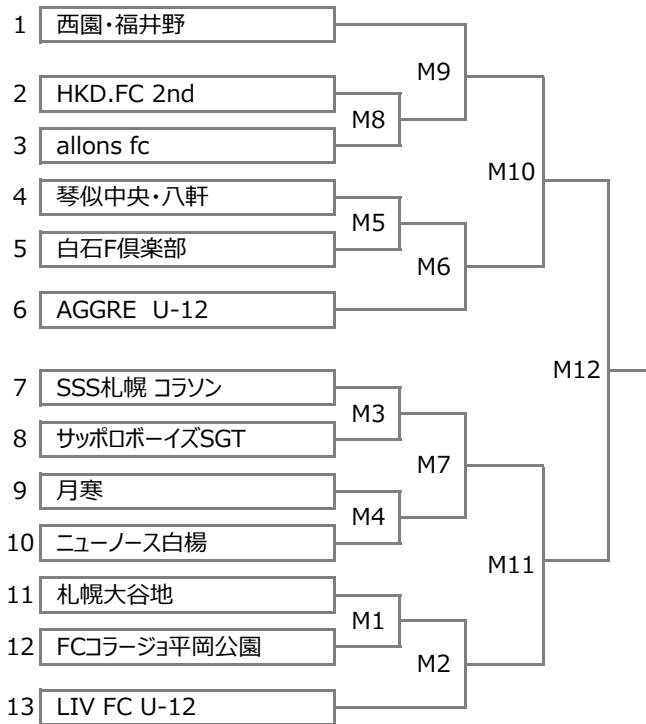 1 西園・福井野
M9
2 HKD.FC 2nd
M8
3 allons fc
M10
4 琴似中央・八軒
M5
5 白石F倶楽部
M6
6 AGGRE U-12
M12
7 SSS札幌 コラソン
M3
8 サッポロボーイズSGT
M7
9 月寒
M4
10 ニューノース白楊
M11
11 札幌大谷地
M1
12 FCコラージョ平岡公園
M2
13 LIV FC U-12